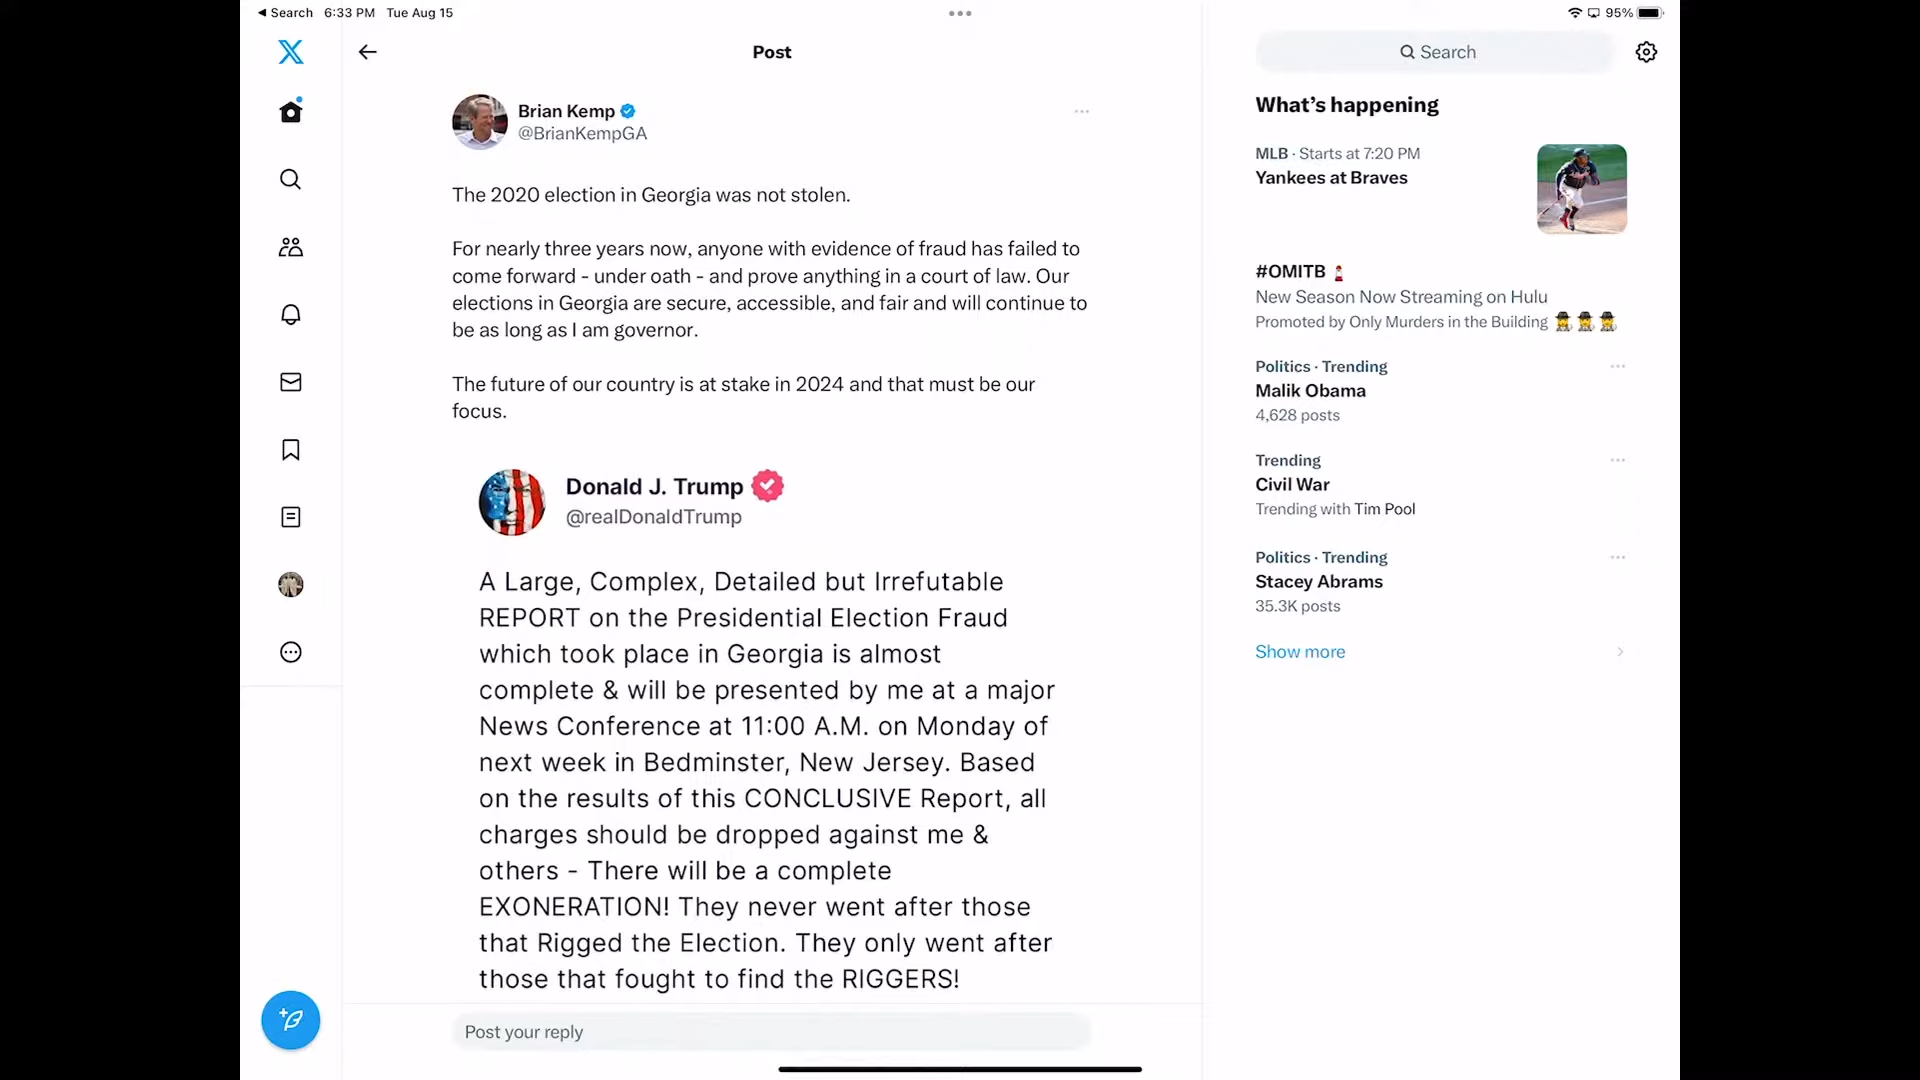 Search 6:33 PM Tue Aug 15
95%
Post
Search
Brian Kemp
@BrianKempGA
The 2020 election in Georgia was not stolen.
For nearly three years now, anyone with evidence of fraud has failed to
come forward - under oath - and prove anything in a court of law. Our
elections in Georgia are secure, accessible, and fair and will continue to
be as long as I am governor.
The future of our country is at stake in 2024 and that must be our
focus.
Donald J. Trump
@realDonaldTrump
A Large, Complex, Detailed but Irrefutable
REPORT on the Presidential Election Fraud
which took place in Georgia is almost
complete & will be presented by me at a major
News Conference at 11:00 A.M. on Monday of
next week in Bedminster, New Jersey. Based
on the results of this CONCLUSIVE Report, all
charges should be dropped against me &
others - There will be a complete
EXONERATION! They never went after those
that Rigged the Election. They only went after
those that fought to find the RIGGERS!
Post your reply
What's happening
MLB · Starts at 7:20 PM
Yankees at Braves
#OMITB
New Season Now Streaming on Hulu
Promoted by Only Murders in the Building
Politics · Trending
Malik Obama
4,628 posts
Trending
Civil War
Trending with Tim Pool
Politics · Trending
Stacey Abrams
35.3K posts
Show more